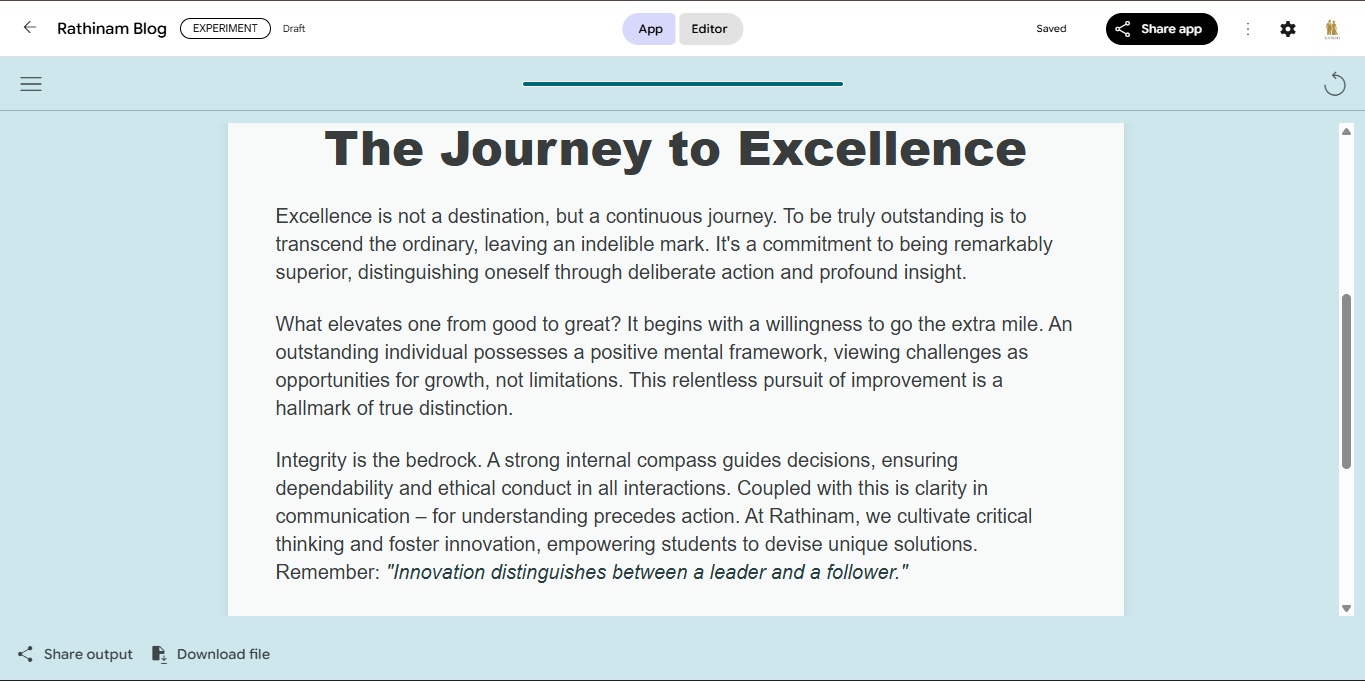 Rathinam Blog EXPERIMENT Draft App Editor Saved Share app
The Journey to Excellence
Excellence is not a destination, but a continuous journey. To be truly outstanding is to
transcend the ordinary, leaving an indelible mark. It's a commitment to being remarkably
superior, distinguishing oneself through deliberate action and profound insight.
What elevates one from good to great? It begins with a willingness to go the extra mile. An
outstanding individual possesses a positive mental framework, viewing challenges as
opportunities for growth, not limitations. This relentless pursuit of improvement is a
hallmark of true distinction.
Integrity is the bedrock. A strong internal compass guides decisions, ensuring
dependability and ethical conduct in all interactions. Coupled with this is clarity in
communication – for understanding precedes action. At Rathinam, we cultivate critical
thinking and foster innovation, empowering students to devise unique solutions.
Remember: "Innovation distinguishes between a leader and a follower."
Share output Download file